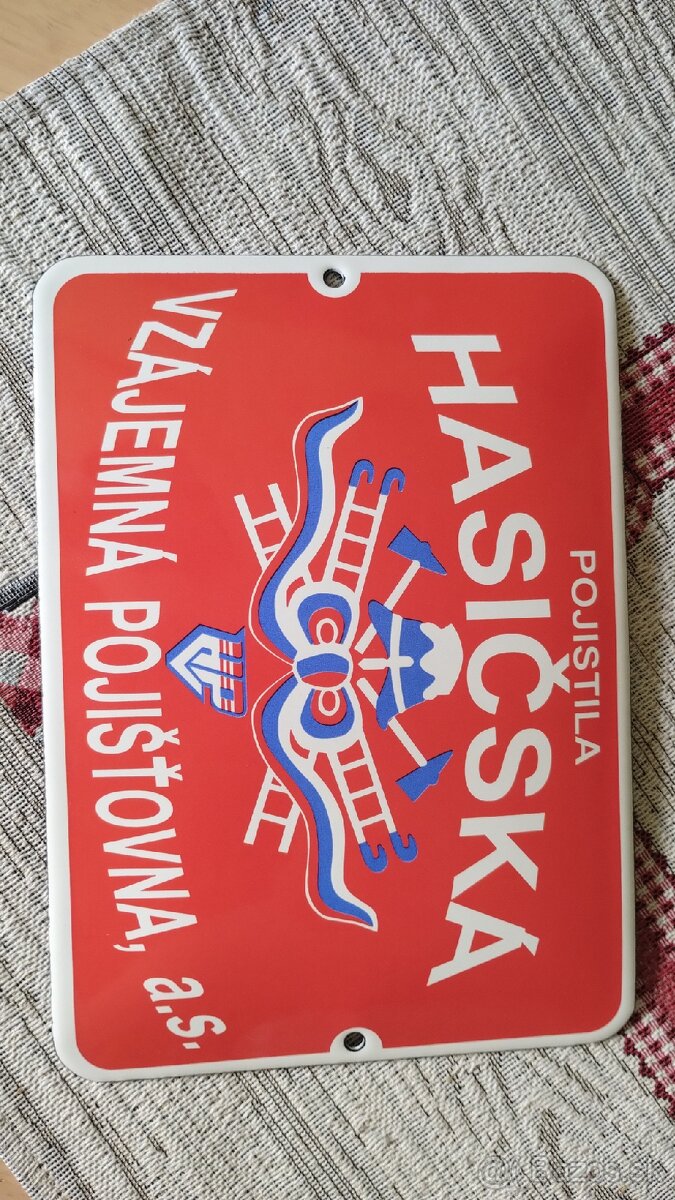 POJISTILA
HASIČSKÁ
VZÁJEMNÁ POJIŠŤOVNA, a.s.